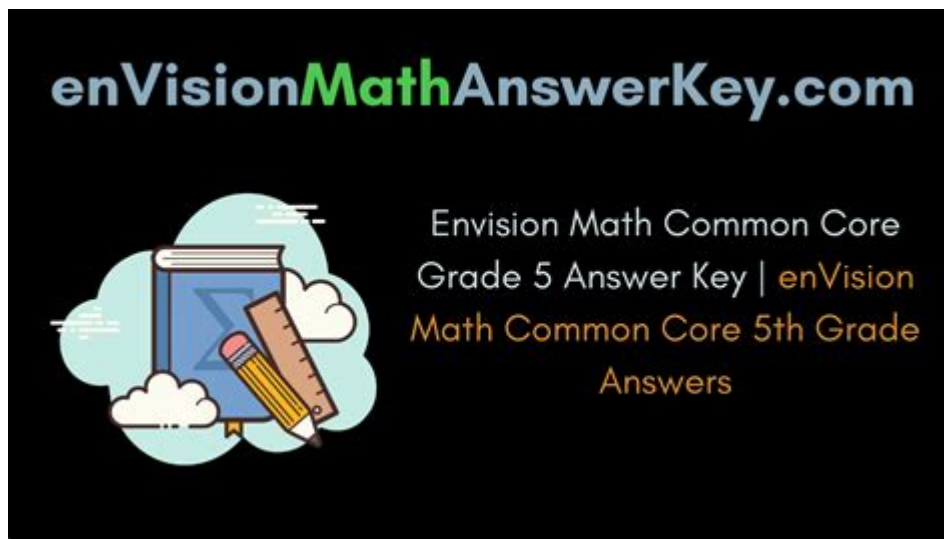 enVisionMathAnswerKey.com
Envision Math Common Core
Grade 5 Answer Key | enVision
Math Common Core 5th Grade
Answers